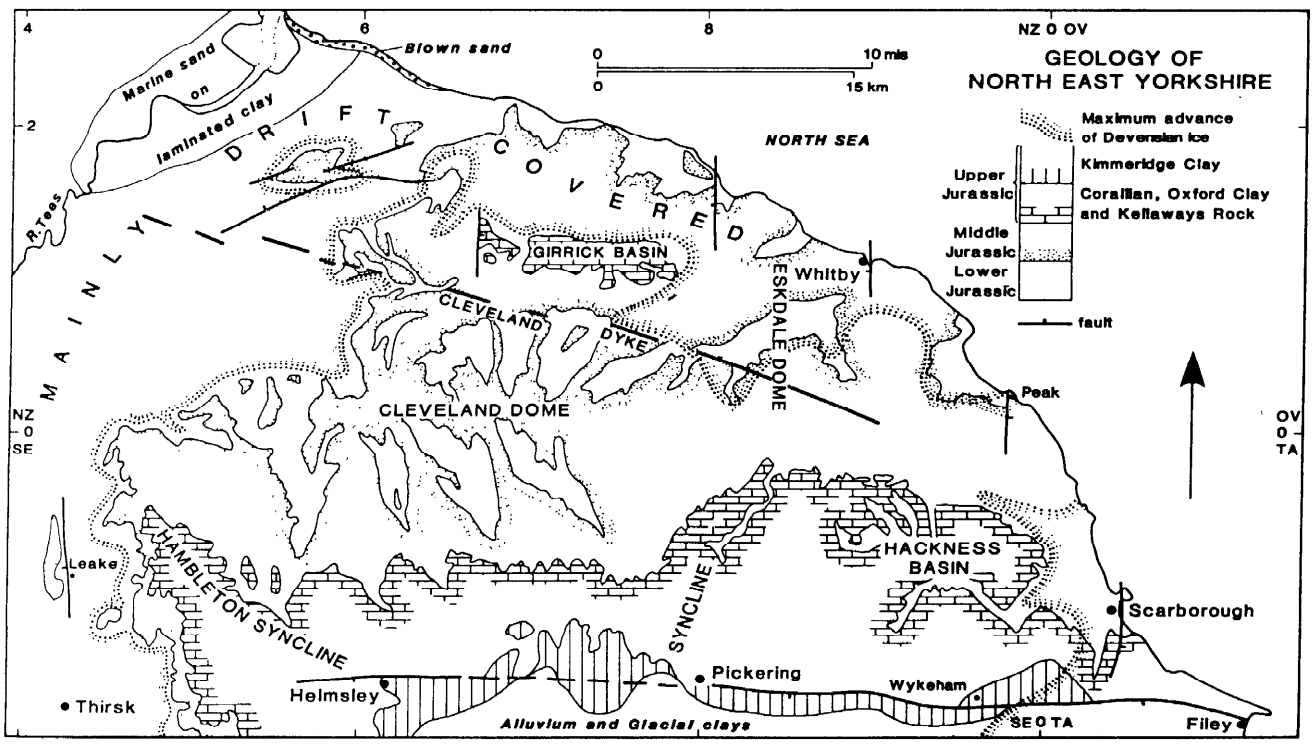 4
6
8
NZ 0 OV
Blown sand
0
10 mls
0
15 km
GEOLOGY OF
NORTH EAST YORKSHIRE
Marine sand
on
laminated clay
2
DRIFT
NORTH SEA
Maximum advance
of Devensian Ice
Upper
Jurassic
Kimmeridge Clay
Corallian, Oxford Clay
and Kellaways Rock
Middle
Jurassic
Lower
Jurassic
fault
COVERED
R. Tees
MAINLY
GIRRICK BASIN
Whitby
CLEVELAND DYKE
ESKDALE DOME
Peak
CLEVELAND DOME
NZ
0
SE
OV
0
TA
Leake
HAMBLETON SYNCLINE
SYNCLINE
HACKNESS
BASIN
Scarborough
Pickering
Helmsley
Wykeham
Thirsk
Alluvium and Glacial clays
SE 0 TA
Filey